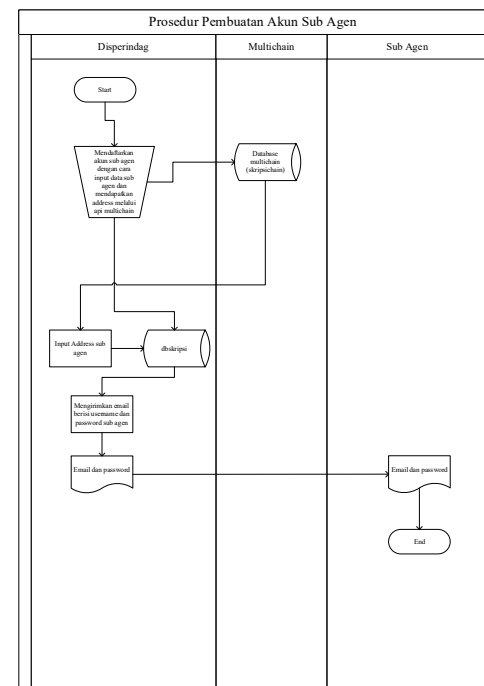 Prosedur Pembuatan Akun Sub Agen
Disperindag
Multichain
Sub Agen
Start
Mendaftarkan
akun sub agen
dengan cara
input data sub
agen dan
mendapatkan
address melalui
api multichain
Database
multichain
(skripsichain)
Input Address sub
agen
dbskripsi
Mengirimkan email
berisi username dan
password sub agen
Email dan password
Email dan password
End